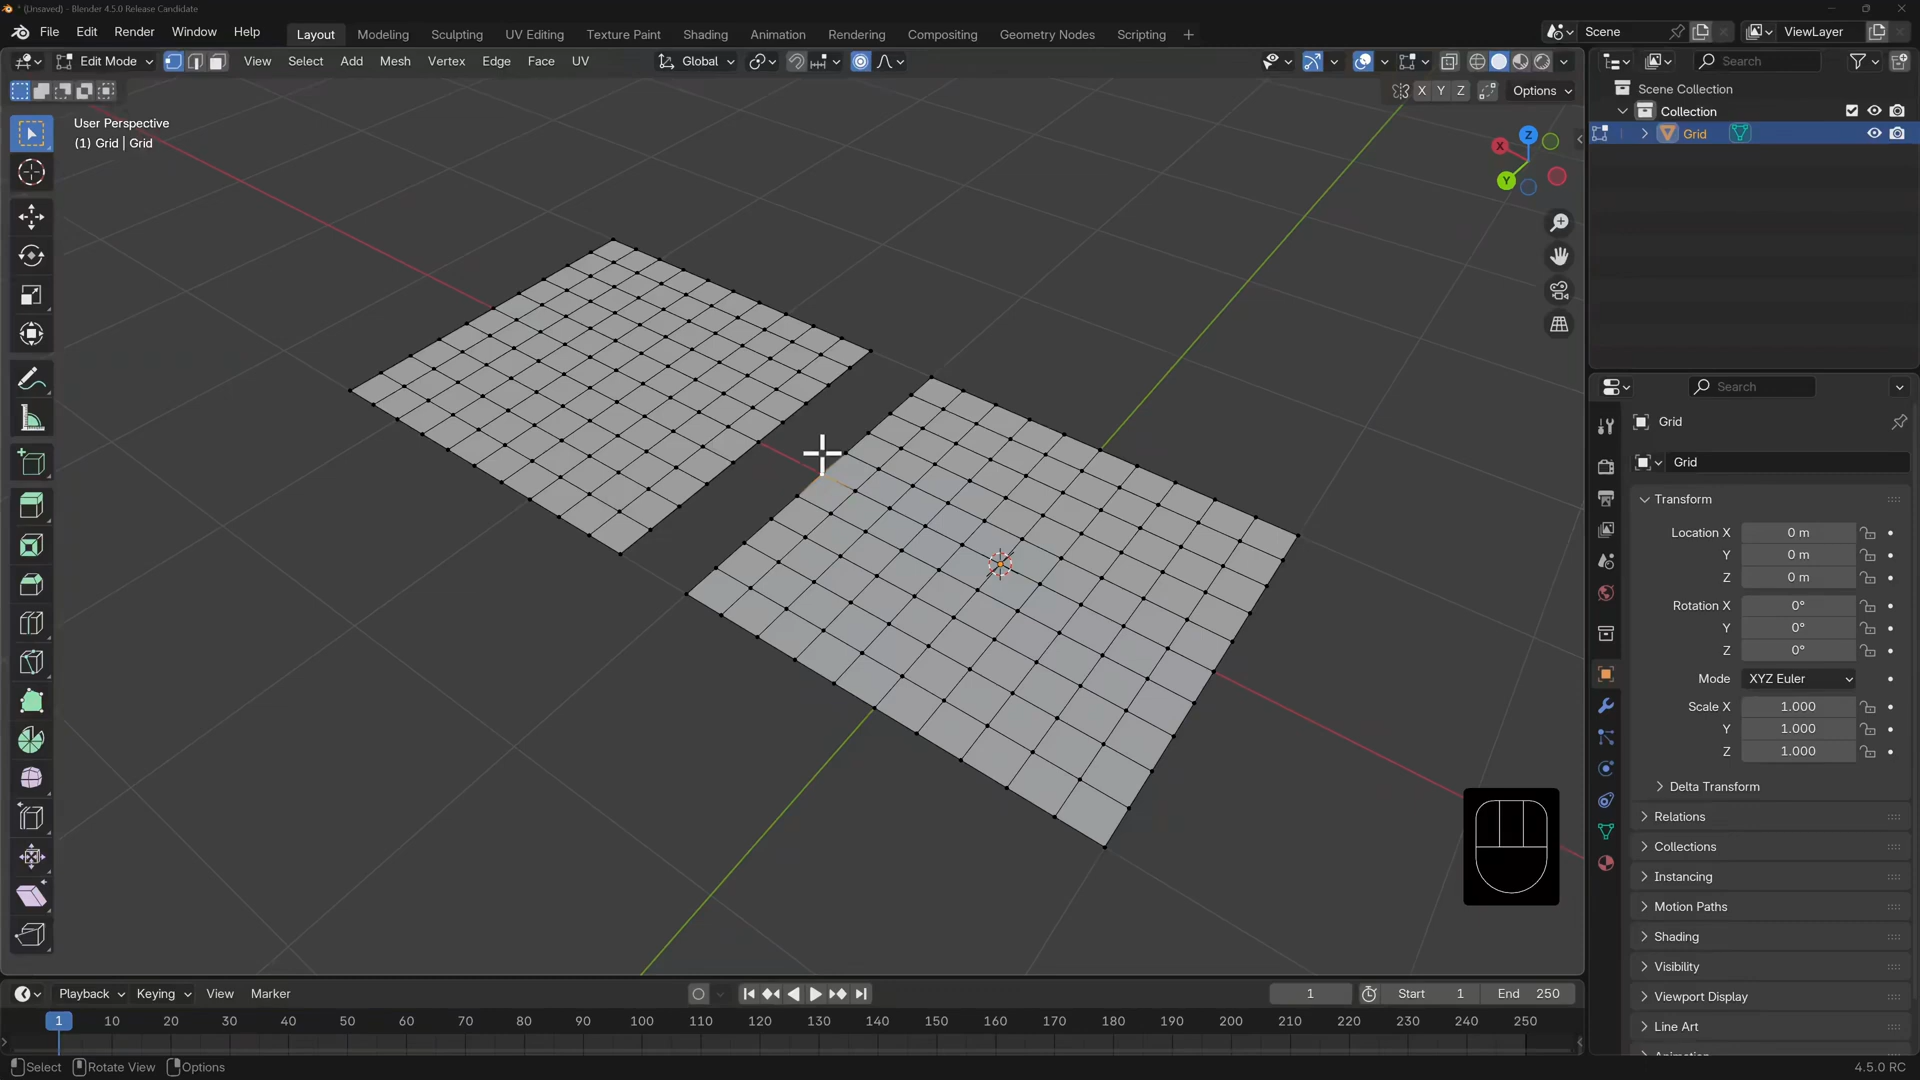 * (Unsaved) - Blender 4.5.0 Release Candidate
File Edit Render Window Help
Layout Modeling Sculpting UV Editing Texture Paint Shading Animation Rendering Compositing Geometry Nodes Scripting +
Scene
ViewLayer
Edit Mode View Select Add Mesh Vertex Edge Face UV
Global
Search
X Y Z Options
User Perspective
(1) Grid | Grid
Z
X
Y
Scene Collection
Collection
Grid
Search
Grid
Grid
Transform
Location X 0 m
Y 0 m
Z 0 m
Rotation X 0°
Y 0°
Z 0°
Mode XYZ Euler
Scale X 1.000
Y 1.000
Z 1.000
Delta Transform
Relations
Collections
Instancing
Motion Paths
Shading
Visibility
Viewport Display
Line Art
Playback Keying View Marker
1 Start 1 End 250
1 10 20 30 40 50 60 70 80 90 100 110 120 130 140 150 160 170 180 190 200 210 220 230 240 250
Select Rotate View Options
4.5.0 RC